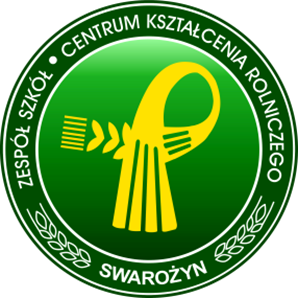 ZESPÓŁ SZKÓŁ • CENTRUM KSZTAŁCENIA ROLNICZEGO
SWAROŻYN